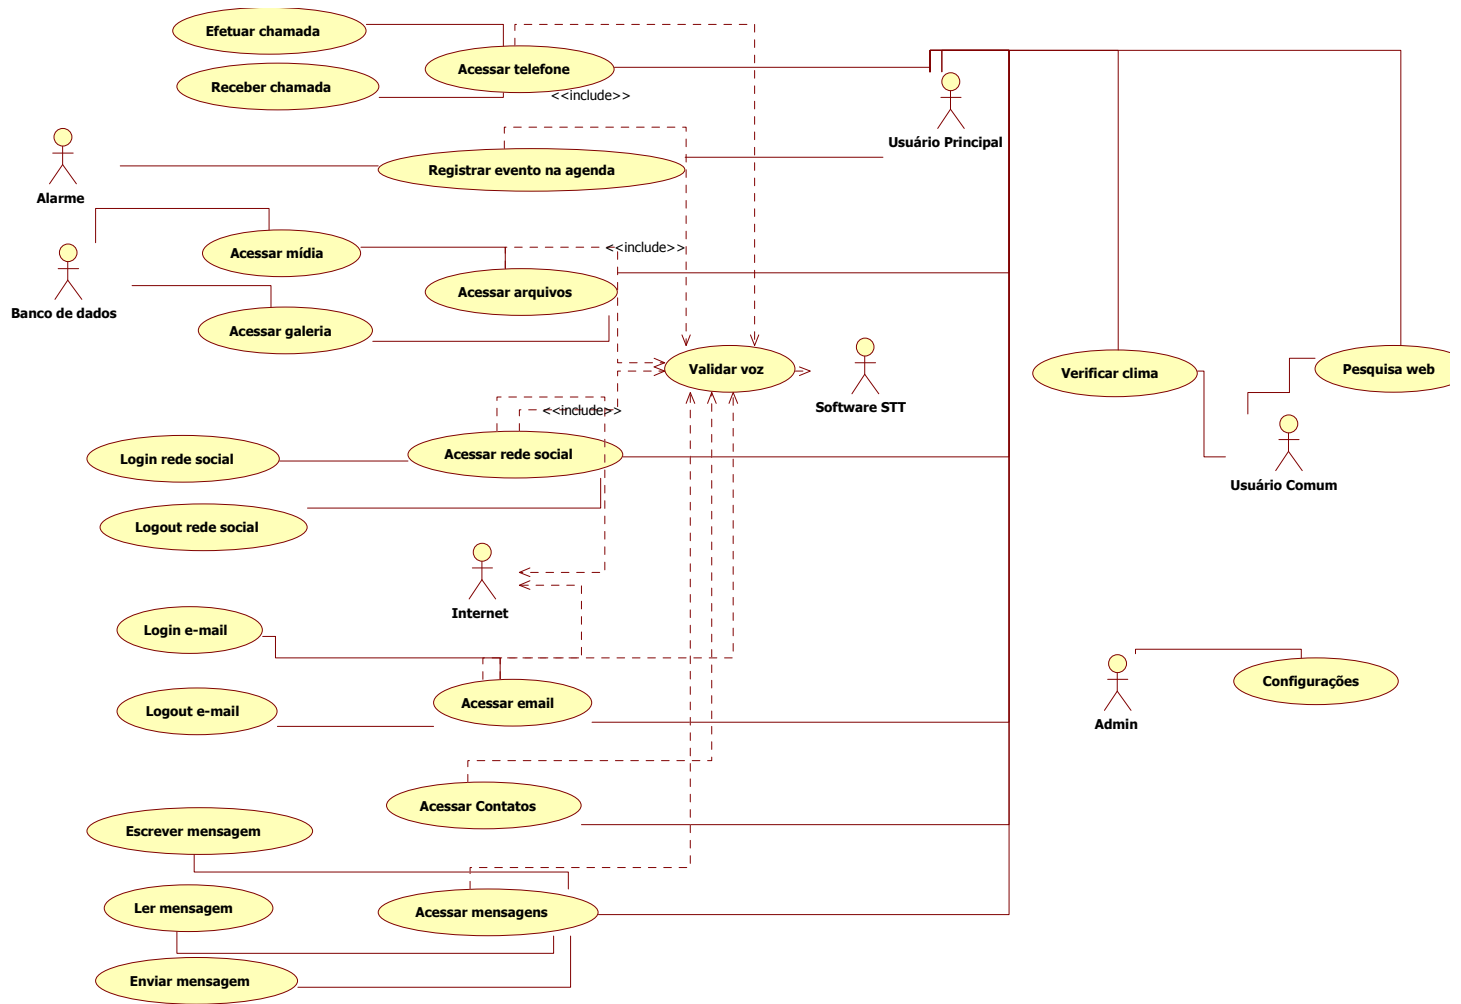 Efetuar chamada
Acessar telefone
Receber chamada
<<include>>
Usuário Principal
Registrar evento na agenda
Alarme
Acessar mídia
<<include>>
Acessar arquivos
Banco de dados
Acessar galeria
Validar voz
Software STT
Verificar clima
Pesquisa web
<<include>>
Login rede social
Acessar rede social
Usuário Comum
Logout rede social
Internet
Login e-mail
Acessar email
Logout e-mail
Configurações
Admin
Acessar Contatos
Escrever mensagem
Ler mensagem
Acessar mensagens
Enviar mensagem